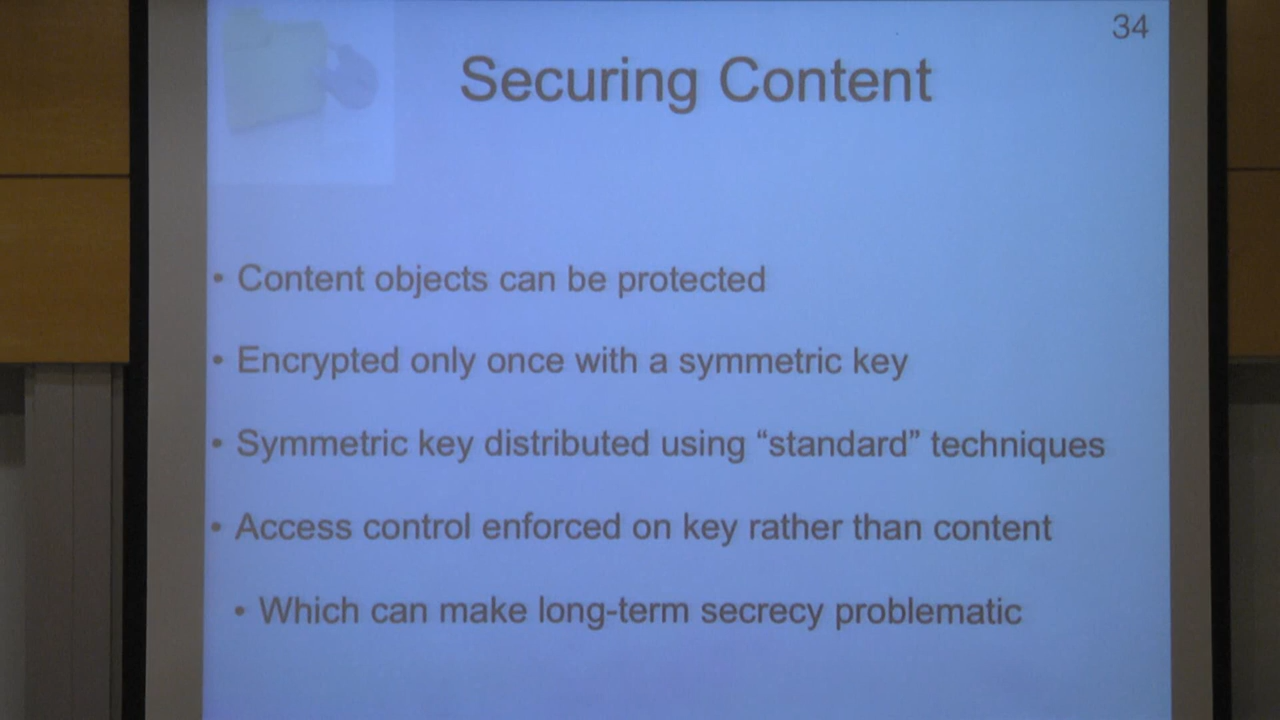 34
Securing Content
• Content objects can be protected
• Encrypted only once with a symmetric key
• Symmetric key distributed using “standard” techniques
• Access control enforced on key rather than content
• Which can make long-term secrecy problematic